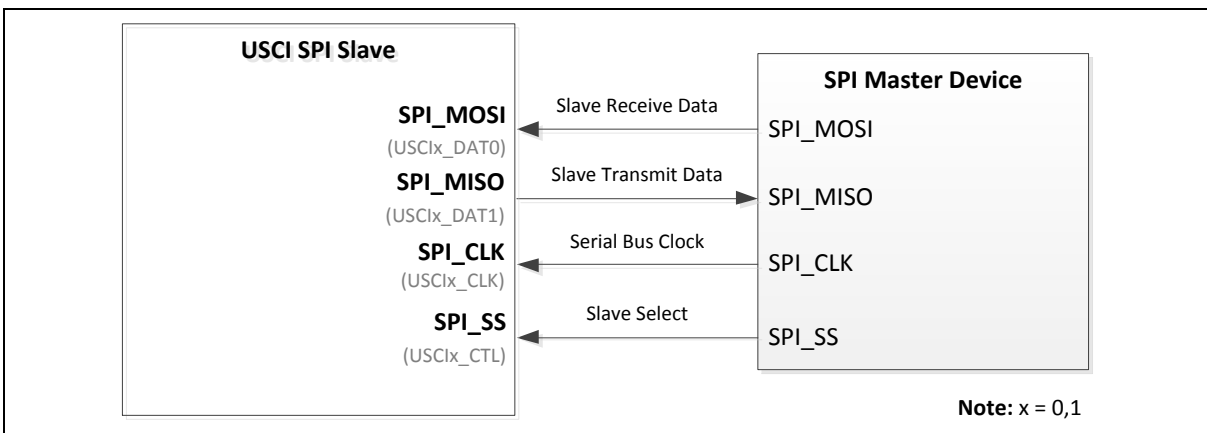 USCI SPI Slave
SPI_MOSI
(USCIx_DAT0)
SPI_MISO
(USCIx_DAT1)
SPI_CLK
(USCIx_CLK)
SPI_SS
(USCIx_CTL)
Slave Receive Data
Slave Transmit Data
Serial Bus Clock
Slave Select
SPI Master Device
SPI_MOSI
SPI_MISO
SPI_CLK
SPI_SS
Note: x = 0,1